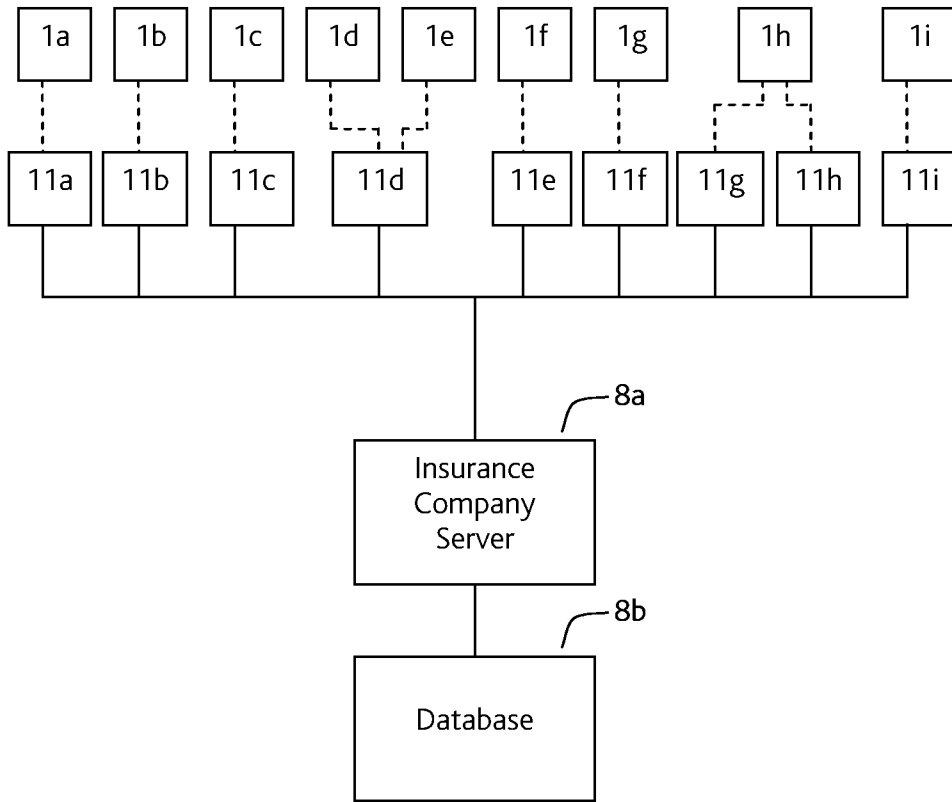 1a 1b 1c 1d 1e 1f 1g 1h 1i
11a 11b 11c 11d 11e 11f 11g 11h 11i
8a
Insurance
Company
Server
8b
Database